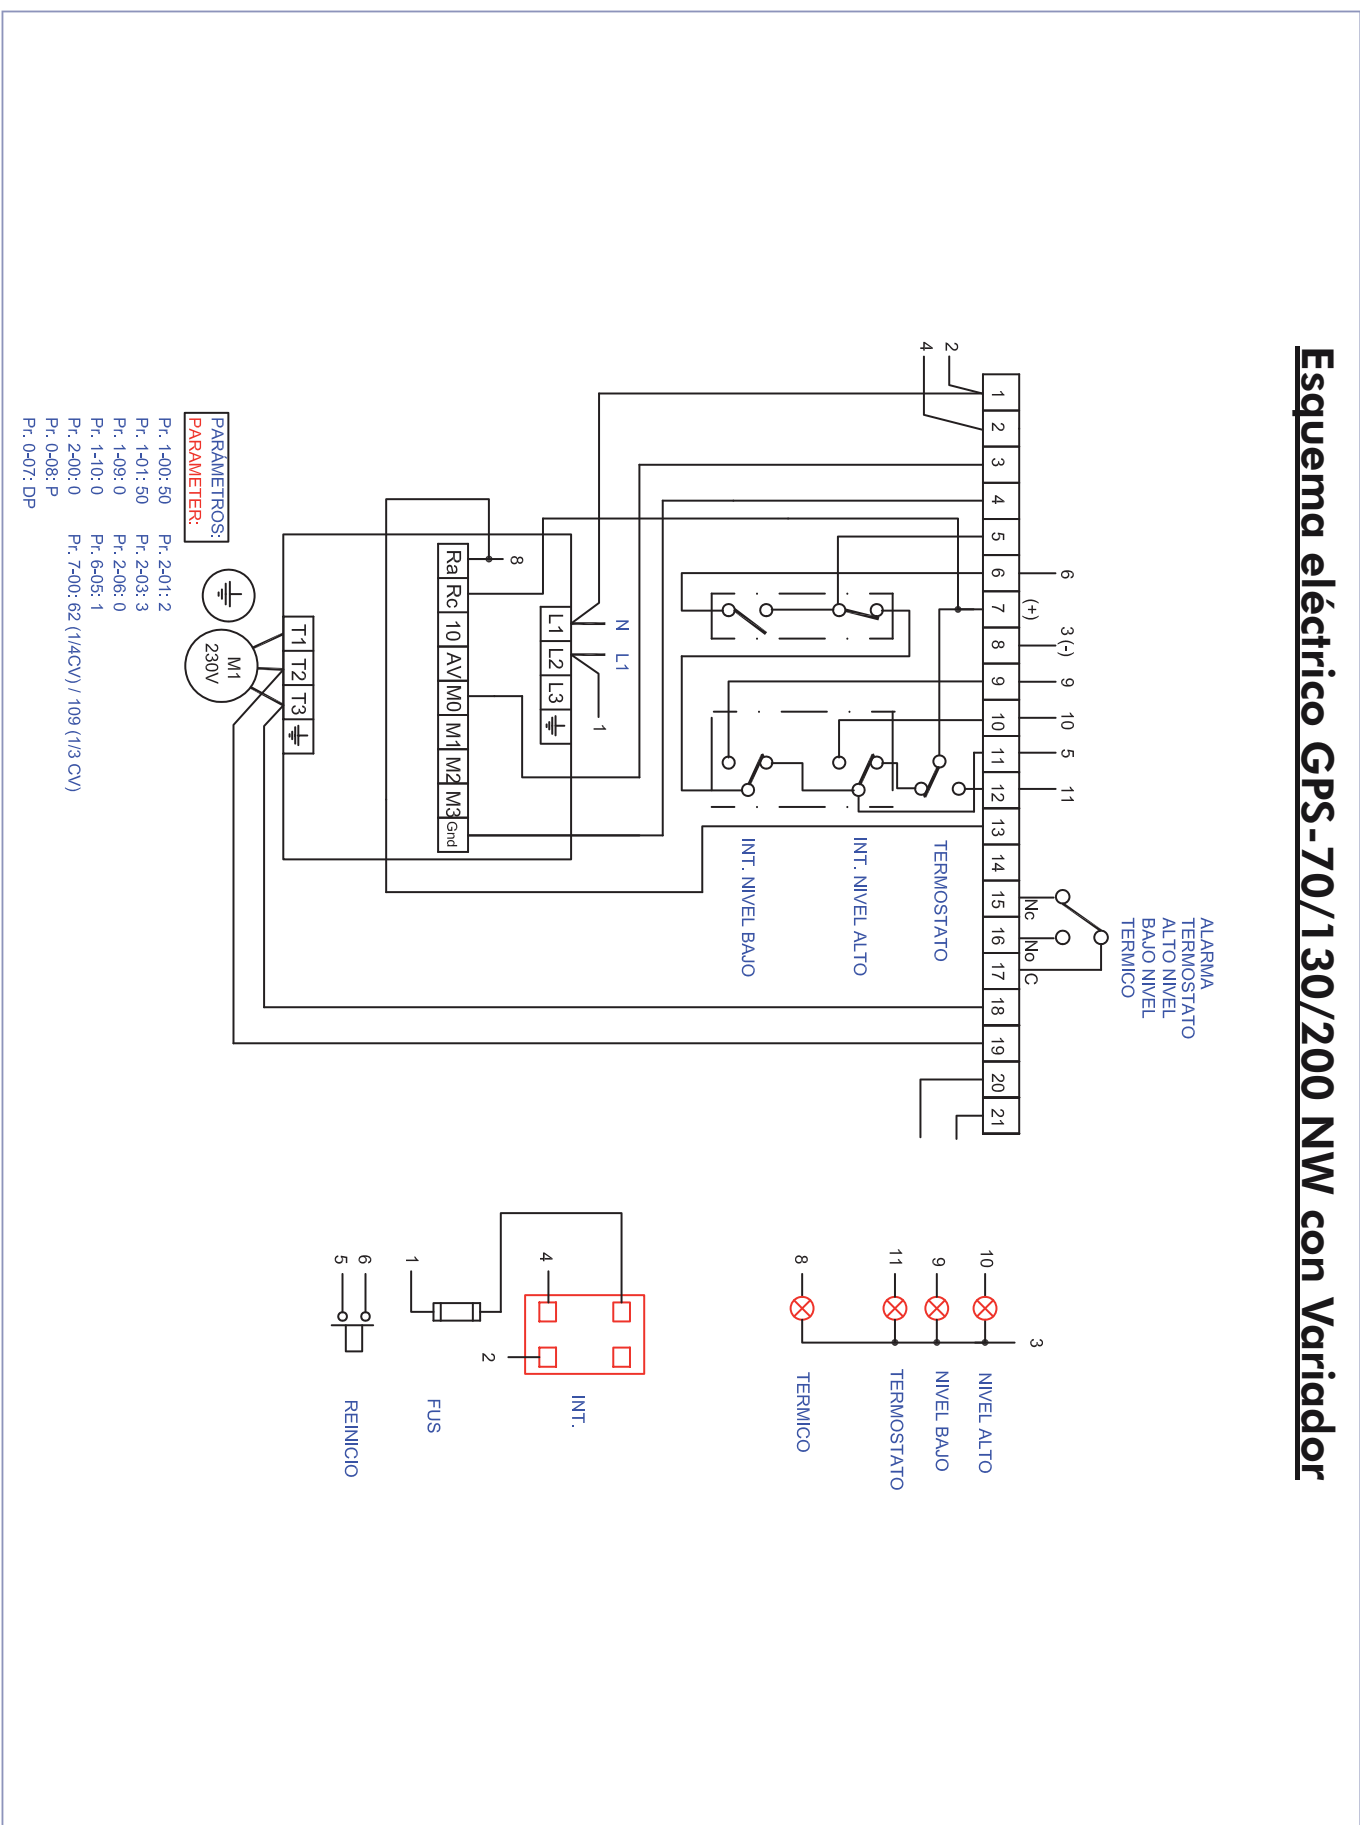 Esquema eléctrico GPS-70/130/200 NW con Variador
ALARMA
TERMOSTATO
ALTO NIVEL
BAJO NIVEL
TERMICO
6
(+)
3 (-)
9
10
5
11
Nc
No
C
1
2
3
4
5
6
7
8
9
10
11
12
13
14
15
16
17
18
19
20
21
2
4
TERMOSTATO
INT. NIVEL ALTO
INT. NIVEL BAJO
N
L1
1
L1
L2
L3
8
Ra
Rc
10
AV
M0
M1
M2
M3
Gnd
T1
T2
T3
M1
230V
PARÁMETROS:
PARAMETER:
Pr. 1-00: 50 Pr. 2-01: 2
Pr. 1-01: 50 Pr. 2-03: 3
Pr. 1-09: 0 Pr. 2-06: 0
Pr. 1-10: 0 Pr. 6-05: 1
Pr. 2-00: 0 Pr. 7-00: 62 (1/4CV) / 109 (1/3 CV)
Pr. 0-08: P
Pr. 0-07: DP
3
10
NIVEL ALTO
9
NIVEL BAJO
11
TERMOSTATO
8
TERMICO
INT.
4
2
1
FUS
6
5
REINICIO